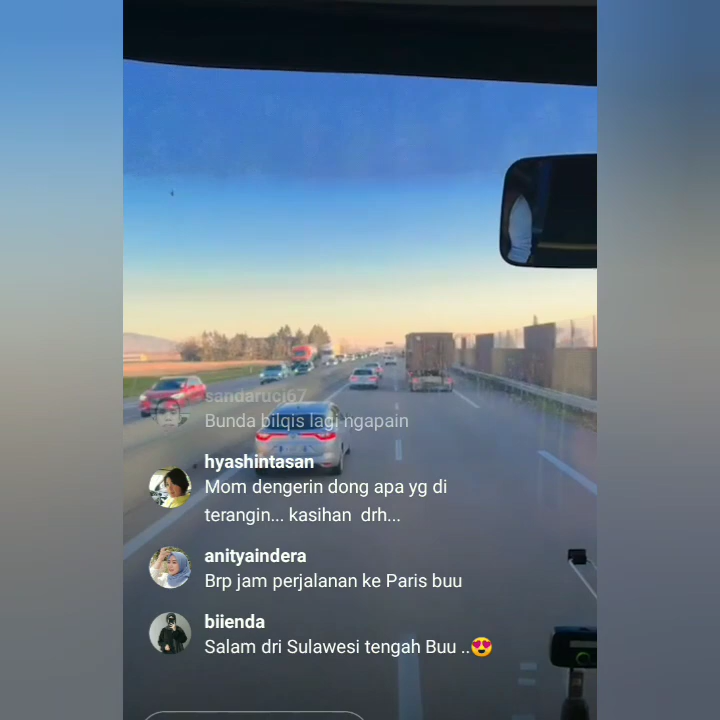 sandaruci67
Bunda bilqis lagi ngapain
hyashintasan
Mom dengerin dong apa yg di
terangin... kasihan drh...
anityaindera
Brp jam perjalanan ke Paris buu
biienda
Salam dri Sulawesi tengah Buu ..😍